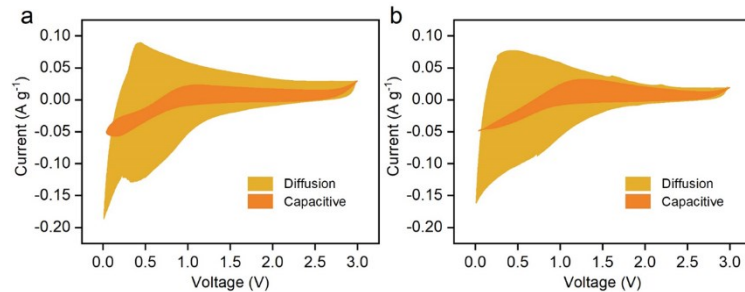 a
0.10
0.05
0.00
-0.05
-0.10
-0.15
-0.20
Current (A g⁻¹)
Diffusion
Capacitive
0.0 0.5 1.0 1.5 2.0 2.5 3.0
Voltage (V)
b
0.10
0.05
0.00
-0.05
-0.10
-0.15
-0.20
Current (A g⁻¹)
Diffusion
Capacitive
0.0 0.5 1.0 1.5 2.0 2.5 3.0
Voltage (V)